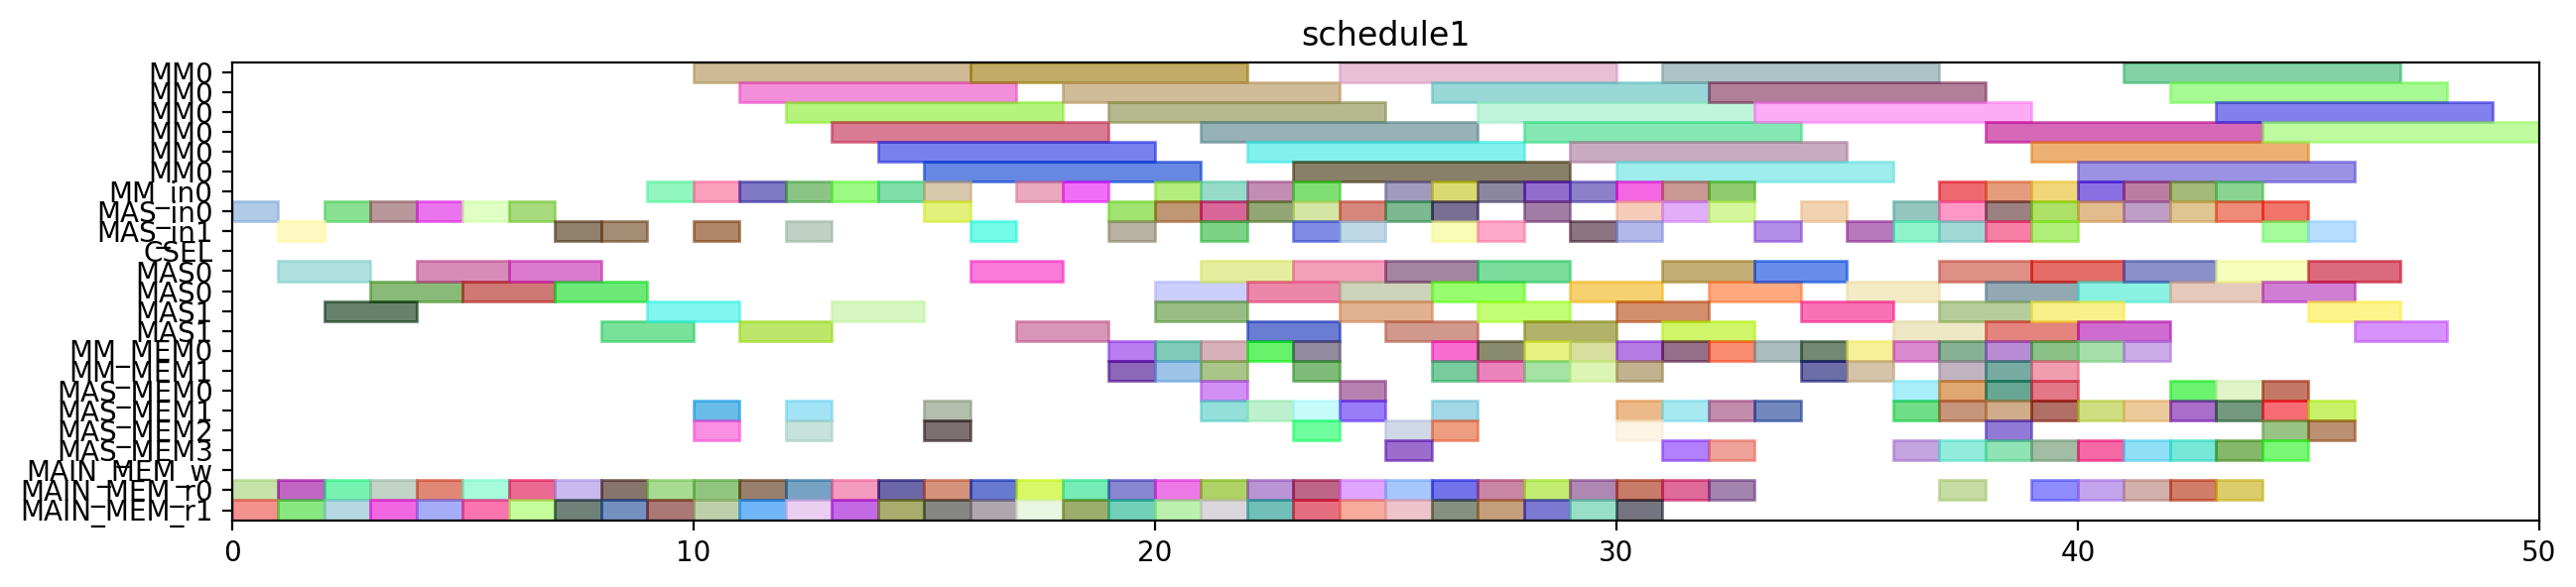 schedule1
MM0
MM0
MM0
MM0
MM0
MM0
MM_in0
MAS_in0
MAS_in1
CSEL
MAS0
MAS0
MAS1
MAS1
MM_MEM0
MM_MEM1
MAS_MEM0
MAS_MEM1
MAS_MEM2
MAS_MEM3
MAIN_MEM_w
MAIN_MEM_r0
MAIN_MEM_r1
0 10 20 30 40 50